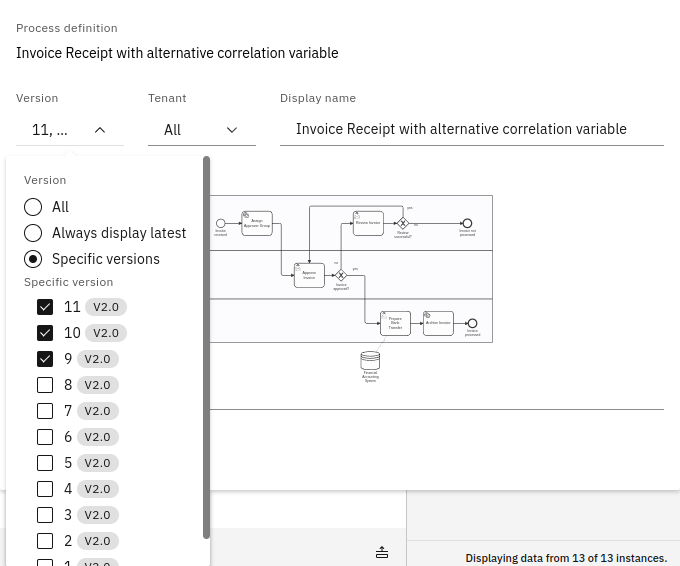 Process definition
Invoice Receipt with alternative correlation variable
Version
Tenant
Display name
11, ...
All
Invoice Receipt with alternative correlation variable
Version
All
Always display latest
Specific versions
Specific version
11 V2.0
10 V2.0
9 V2.0
8 V2.0
7 V2.0
6 V2.0
5 V2.0
4 V2.0
3 V2.0
2 V2.0
Invoice
received
Assign
Approver Group
Review Invoice
yes
no
Review
successful?
Invoice not
processed
Approve
Invoice
no
yes
Invoice
approved?
Prepare
Bank
Transfer
Archive Invoice
Invoice
processed
Financial
Accounting
System
Displaying data from 13 of 13 instances.